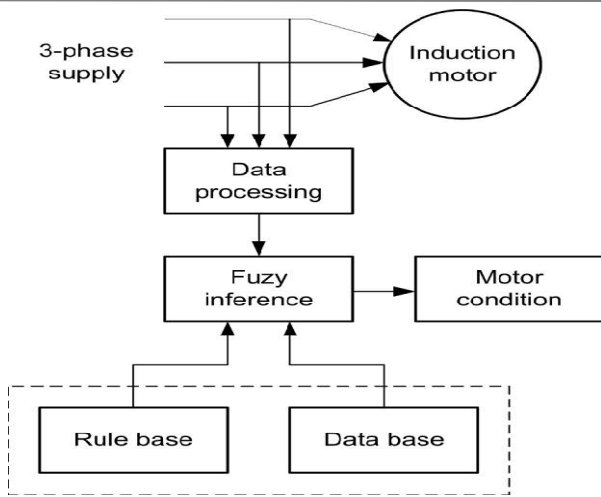 3-phase
supply
Induction
motor
Data
processing
Fuzy
inference
Motor
condition
Rule base
Data base